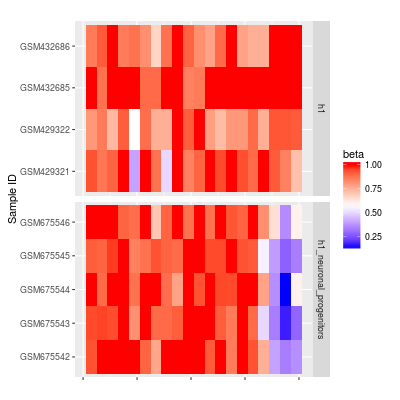 GSM432686
GSM432685
GSM429322
GSM429321
h1
GSM675546
GSM675545
GSM675544
GSM675543
GSM675542
h1_neuronal_progenitors
Sample ID
beta
1.00
0.75
0.50
0.25